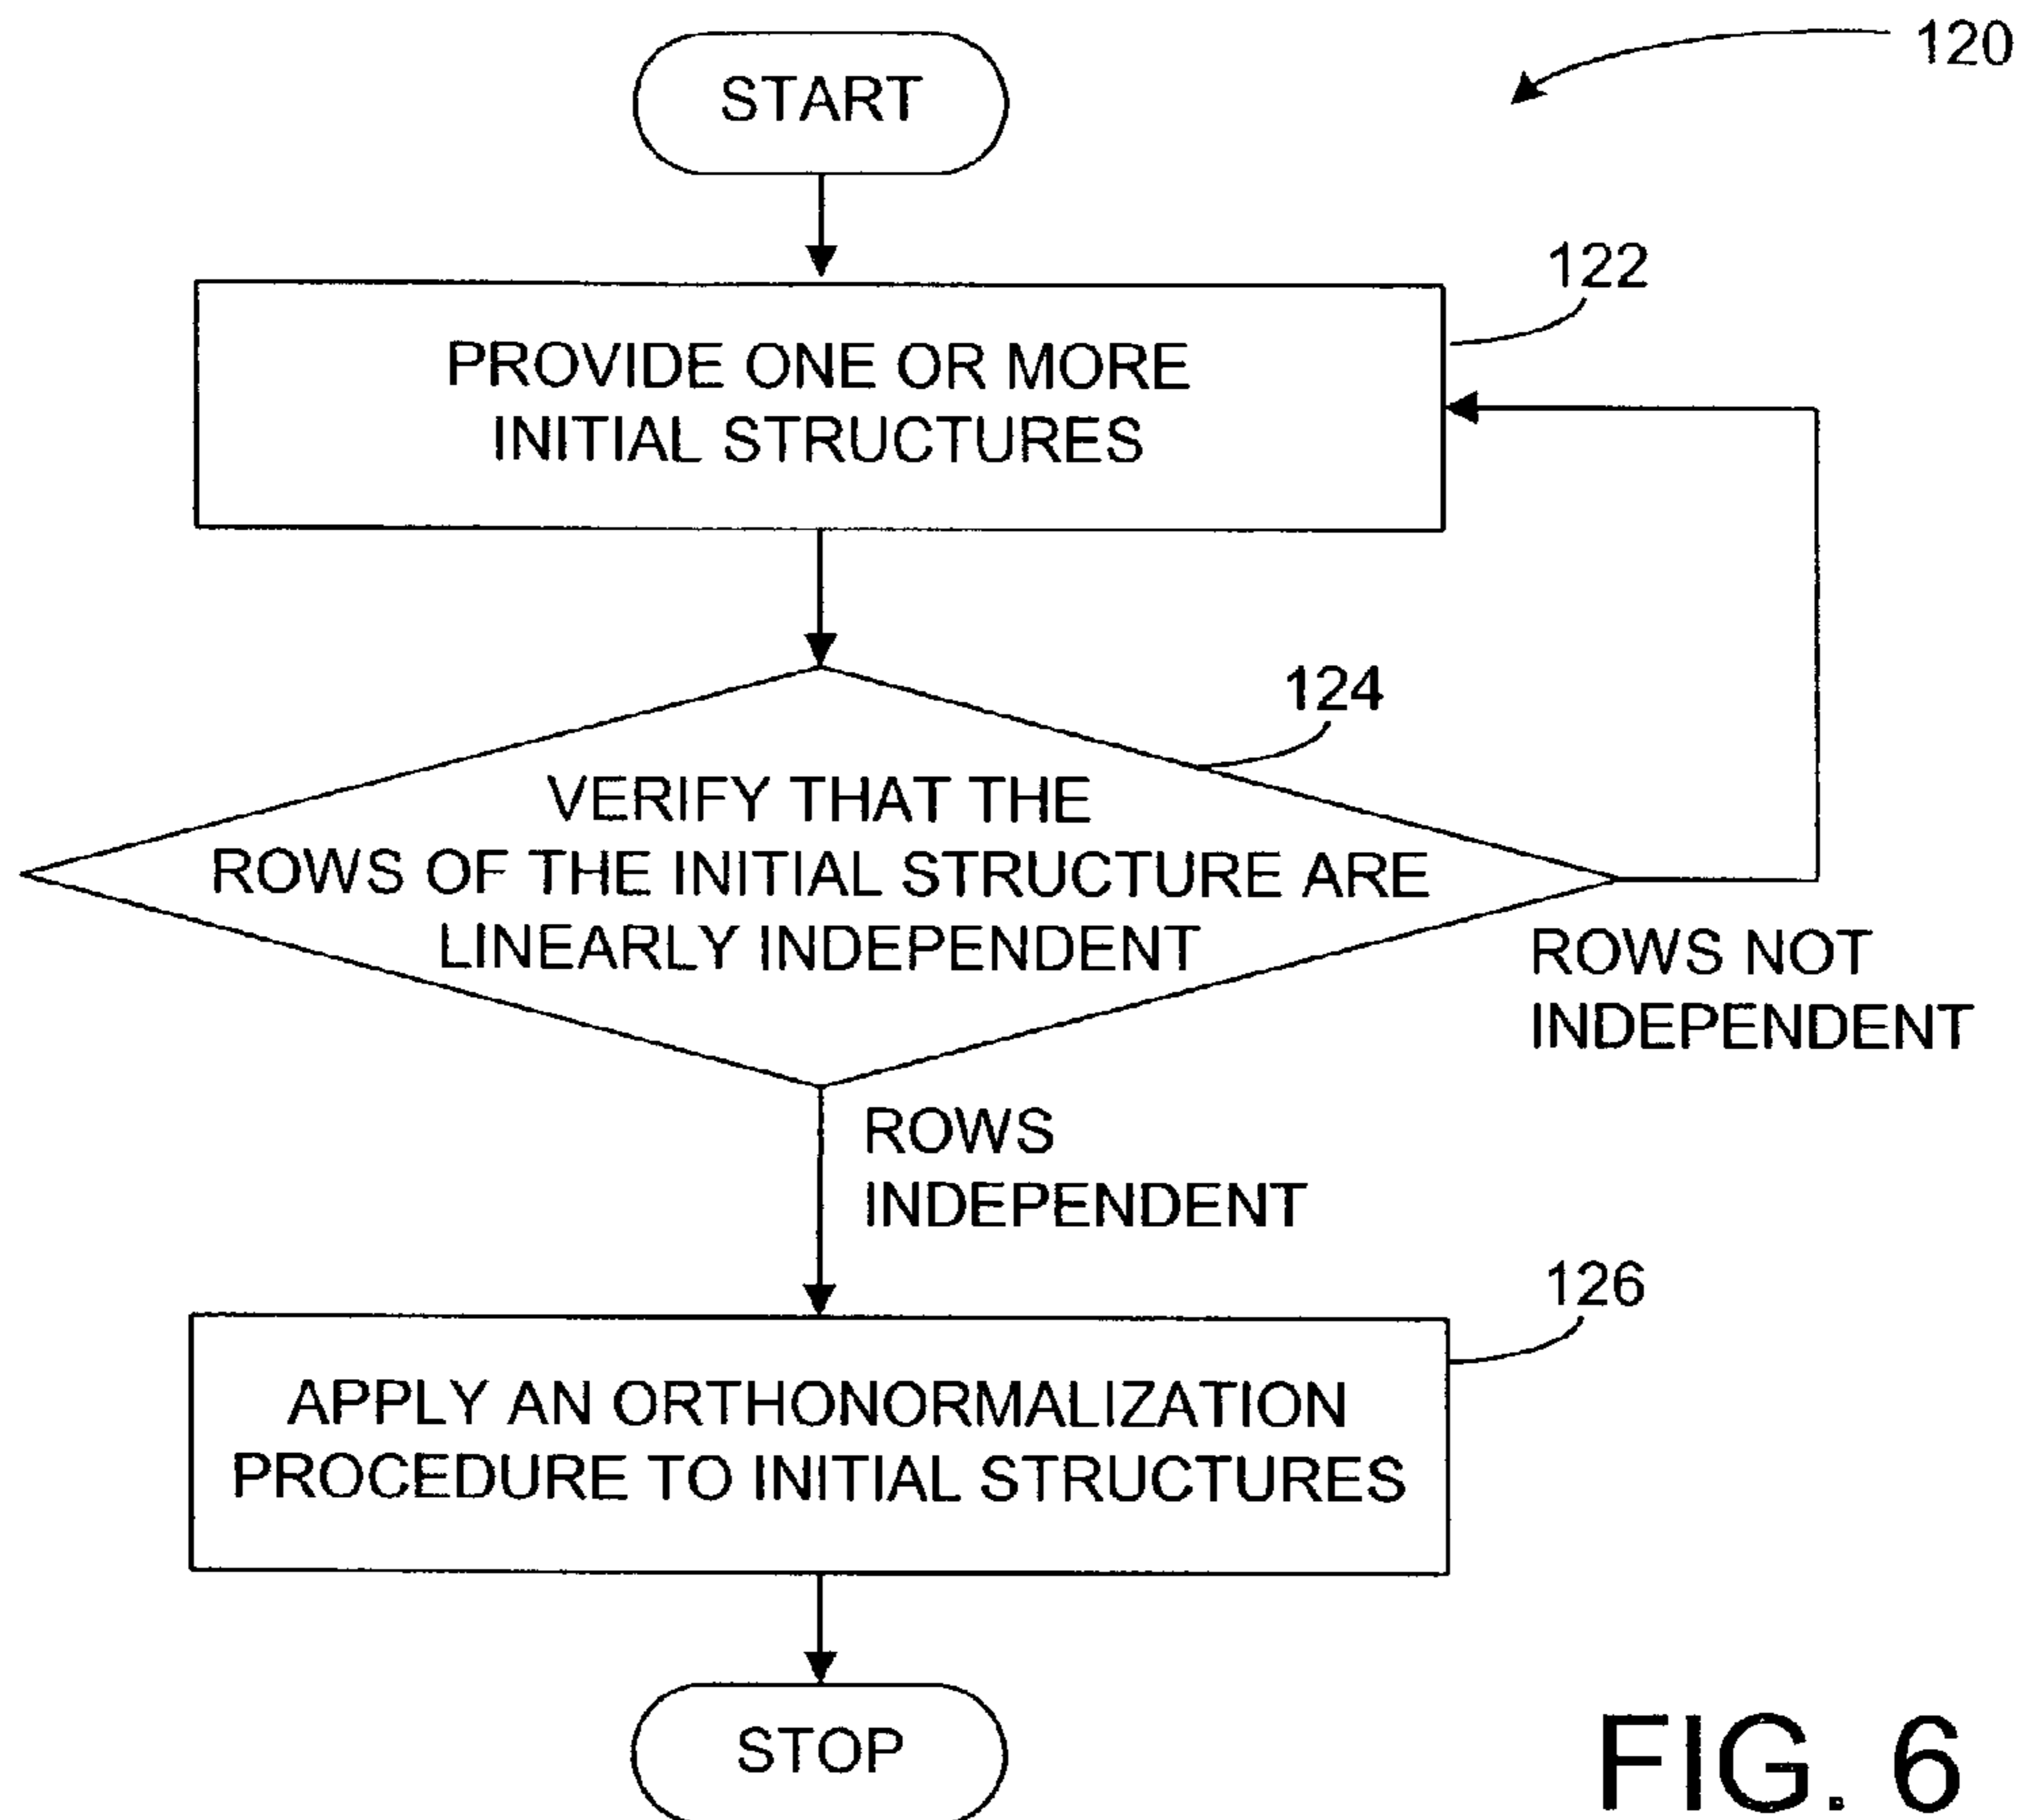 120
START
122
PROVIDE ONE OR MORE
INITIAL STRUCTURES
124
VERIFY THAT THE
ROWS OF THE INITIAL STRUCTURE ARE
LINEARLY INDEPENDENT
ROWS NOT
INDEPENDENT
ROWS
INDEPENDENT
126
APPLY AN ORTHONORMALIZATION
PROCEDURE TO INITIAL STRUCTURES
STOP
FIG. 6